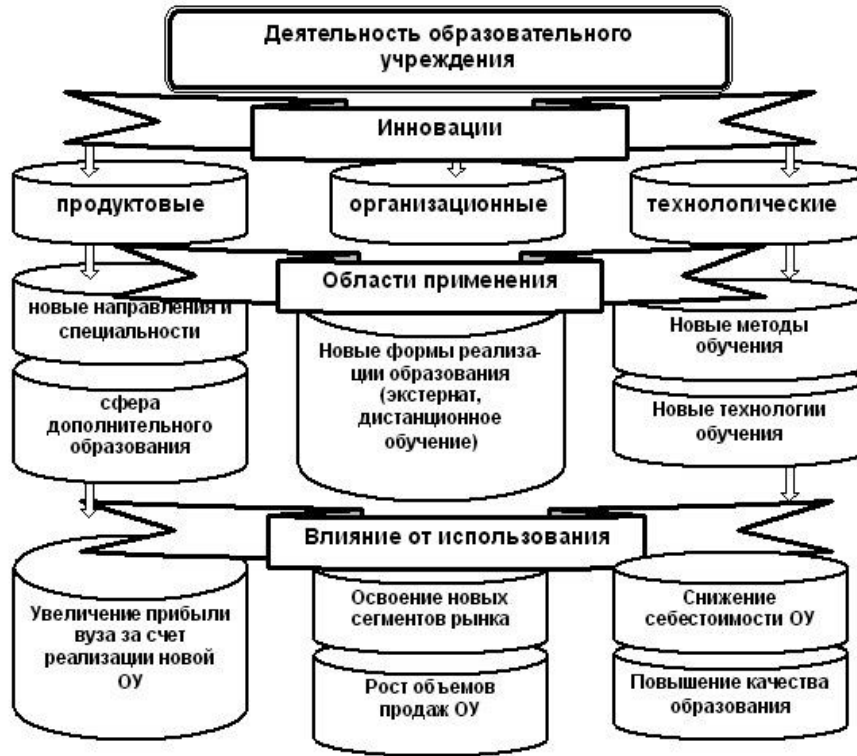 Деятельность образовательного
учреждения
Инновации
продуктовые
организационные
технологические
Области применения
новые направления и
специальности
сфера
дополнительного
образования
Новые формы реализа-
ции образования
(экстернат,
дистанционное
обучение)
Новые методы
обучения
Новые технологии
обучения
Влияние от использования
Увеличение прибыли
вуза за счет
реализации новой
ОУ
Освоение новых
сегментов рынка
Рост объемов
продаж ОУ
Снижение
себестоимости ОУ
Повышение качества
образования